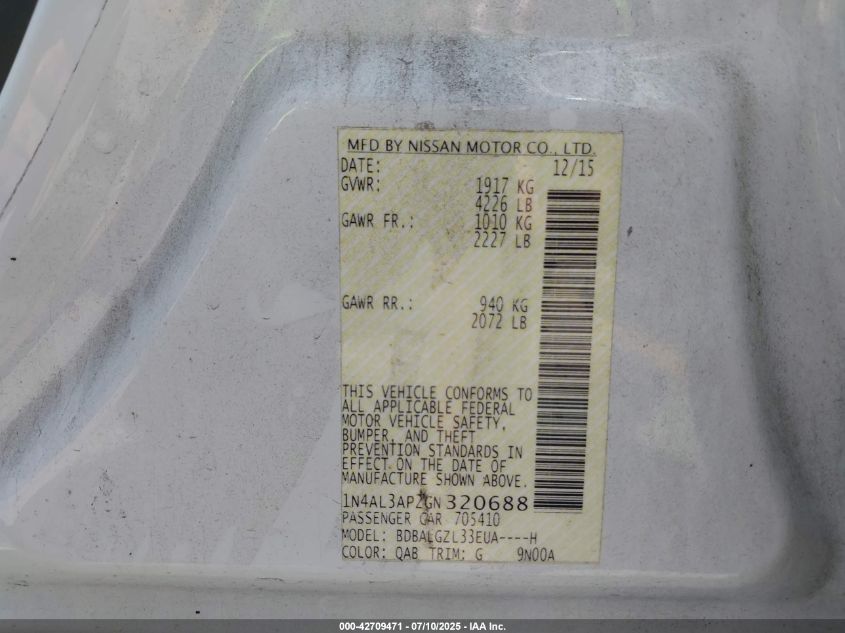 MFD BY NISSAN MOTOR CO., LTD.
DATE: 12/15
GVWR: 1917 KG
4226 LB
GAWR FR.: 1010 KG
2227 LB
GAWR RR.: 940 KG
2072 LB
THIS VEHICLE CONFORMS TO
ALL APPLICABLE FEDERAL
MOTOR VEHICLE SAFETY,
BUMPER, AND THEFT
PREVENTION STANDARDS IN
EFFECT ON THE DATE OF
MANUFACTURE SHOWN ABOVE.
1N4AL3AP2GN320688
PASSENGER CAR 705410
MODEL: BDBALGZL33EUA----H
COLOR: QAB TRIM: G 9N00A
000-42709471 - 07/10/2025 - IAA Inc.